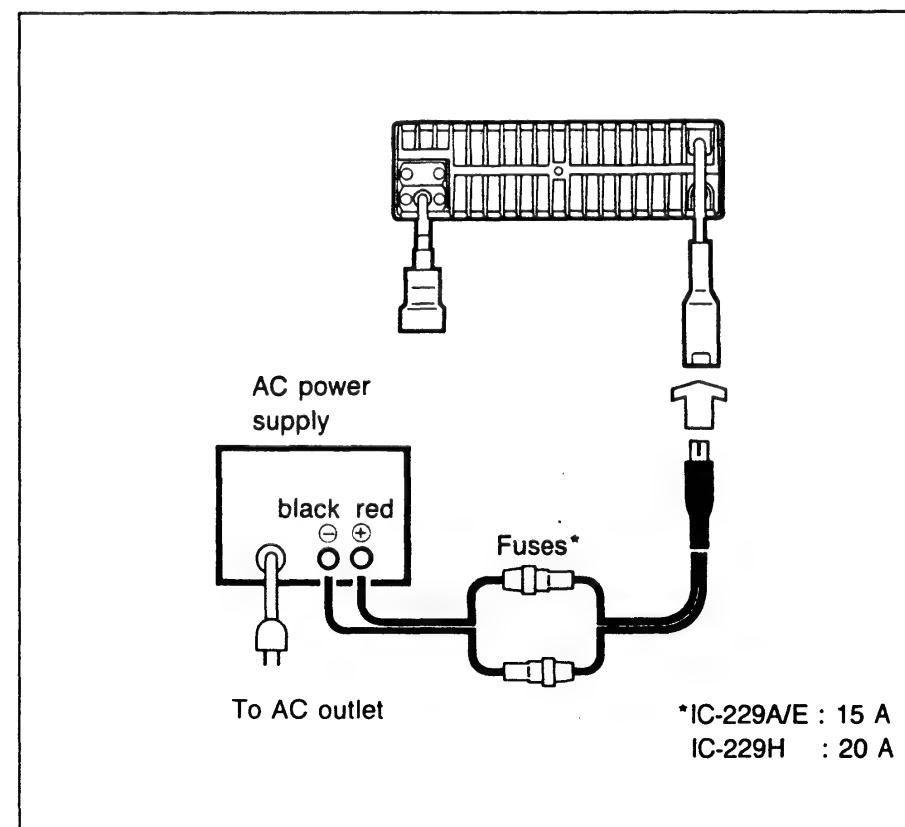 AC power
supply
black red
⊖ ⊕
Fuses*
To AC outlet
*IC-229A/E : 15 A
IC-229H : 20 A